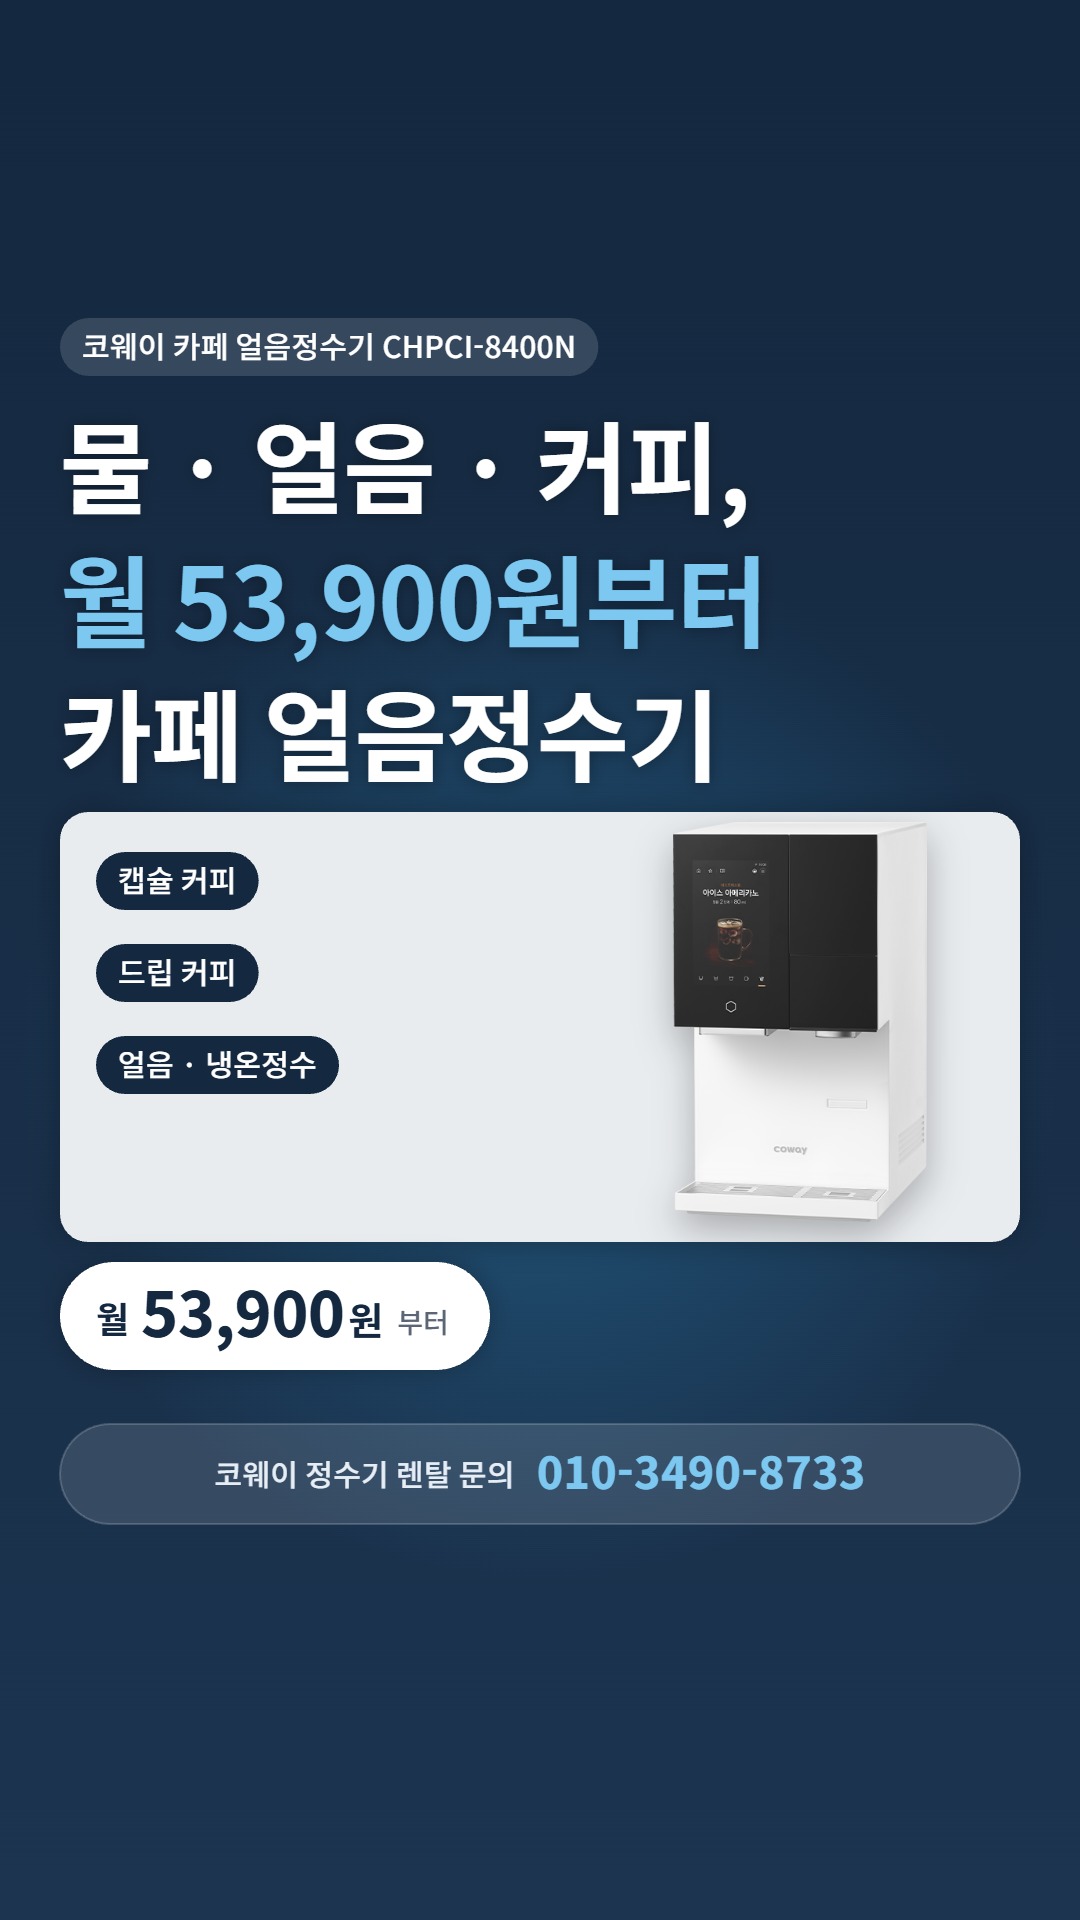 코웨이 카페 얼음정수기 CHPCI-8400N
물 · 얼음 · 커피,
월 53,900원부터
카페 얼음정수기
캡슐 커피
드립 커피
얼음 · 냉온정수
아이스 아메리카노
coway
월 53,900원 부터
코웨이 정수기 렌탈 문의 010-3490-8733